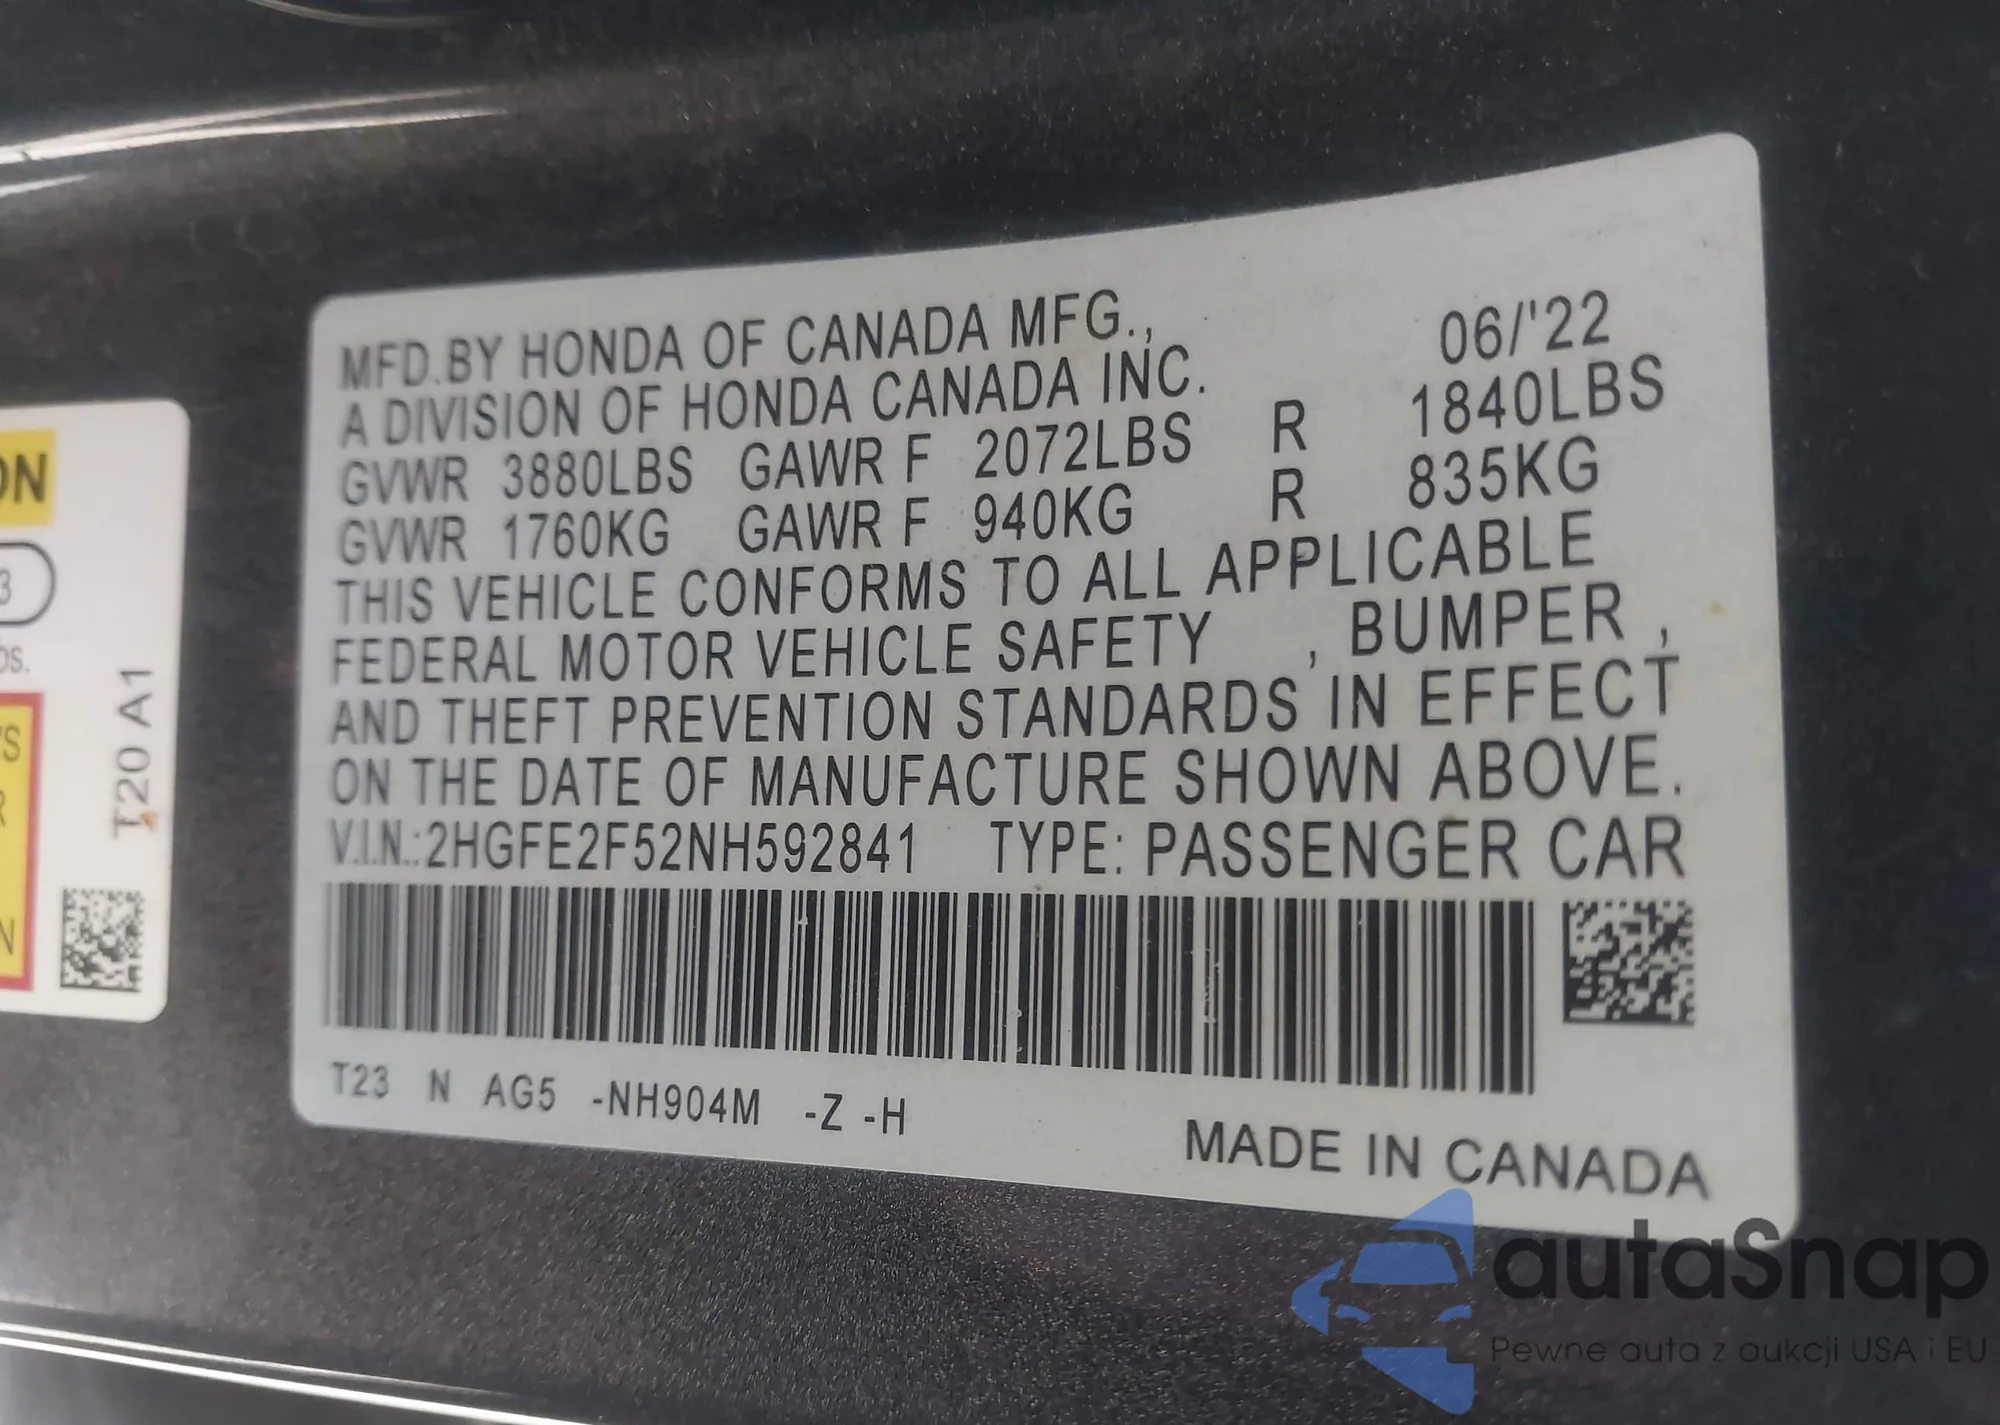 MFD.BY HONDA OF CANADA MFG., 06/'22
A DIVISION OF HONDA CANADA INC.
GVWR 3880LBS GAWR F 2072LBS R 1840LBS
GVWR 1760KG GAWR F 940KG R 835KG
THIS VEHICLE CONFORMS TO ALL APPLICABLE
FEDERAL MOTOR VEHICLE SAFETY , BUMPER ,
AND THEFT PREVENTION STANDARDS IN EFFECT
ON THE DATE OF MANUFACTURE SHOWN ABOVE.
V.I.N.:2HGFE2F52NH592841 TYPE: PASSENGER CAR
T23 N AG5 -NH904M -Z -H
MADE IN CANADA
T20 A1
autaSnap
Pewne auta z aukcji USA i EU